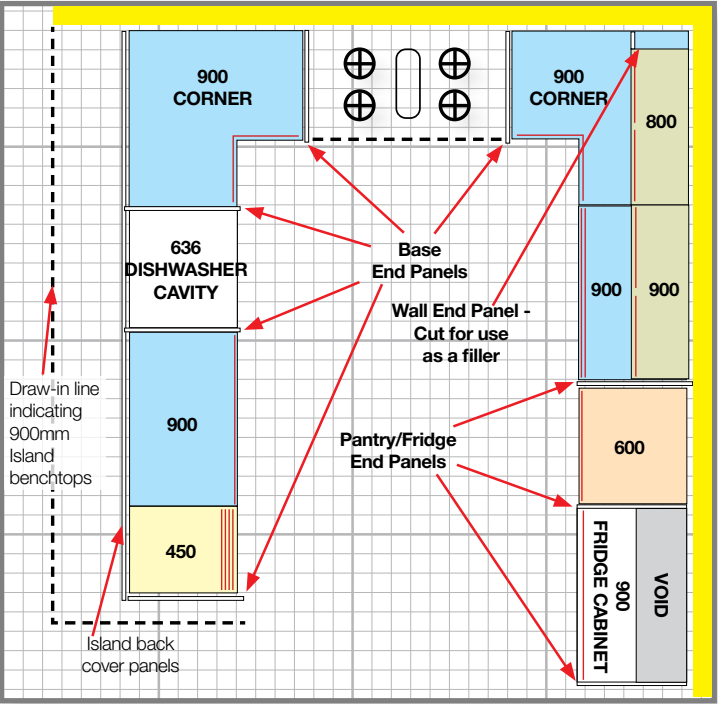 900
CORNER
900
CORNER
800
636
DISHWASHER
CAVITY
Base
End Panels
900
900
Wall End Panel -
Cut for use
as a filler
Draw-in line
indicating
900mm
Island
benchtops
900
Pantry/Fridge
End Panels
600
450
FRIDGE CABINET
900
VOID
Island back
cover panels